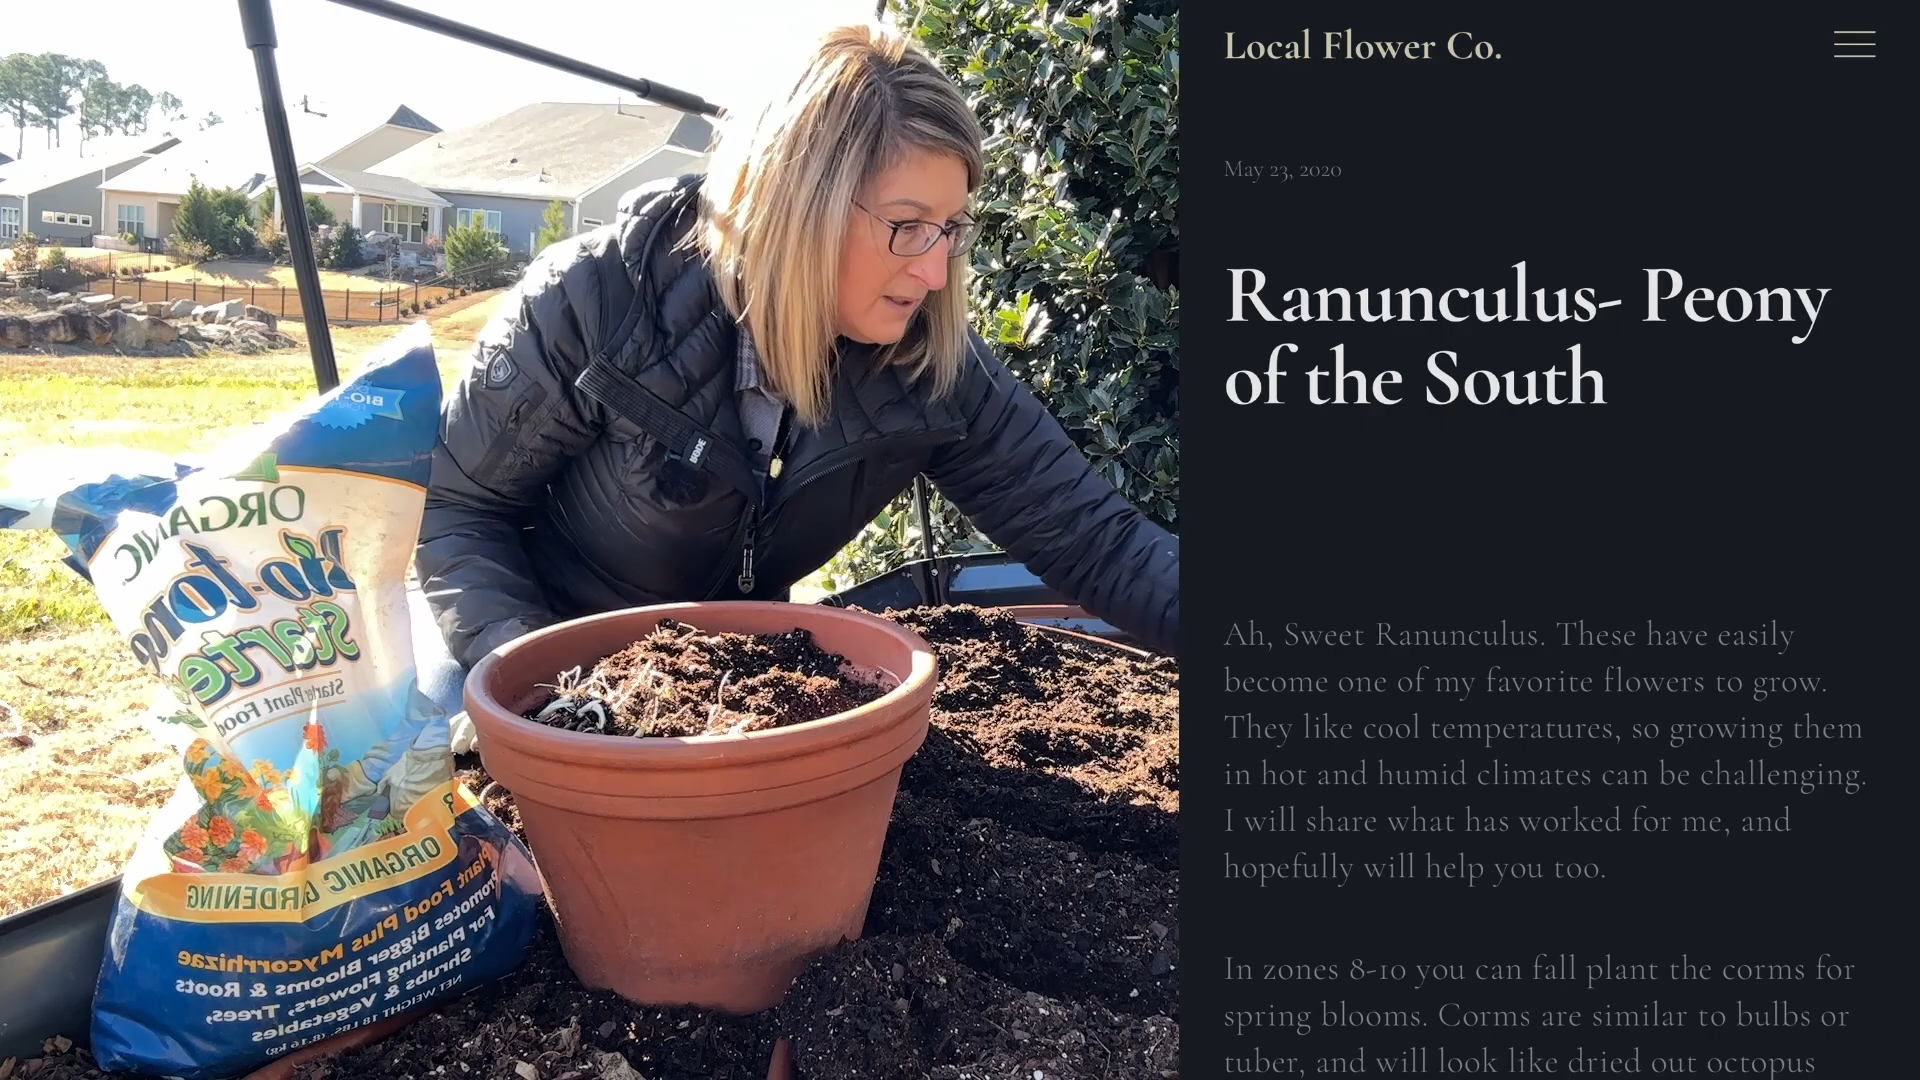 Local Flower Co.
May 23, 2020
Ranunculus- Peony
of the South
Ah, Sweet Ranunculus. These have easily
become one of my favorite flowers to grow.
They like cool temperatures, so growing them
in hot and humid climates can be challenging.
I will share what has worked for me, and
hopefully will help you too.
In zones 8-10 you can fall plant the corms for
spring blooms. Corms are similar to bulbs or
tuber, and will look like dried out octopus
BIO-T
ORGANIC
Bio-tone
Starte
Starter Plant Food
ORGANIC GARDENING
Plant Food Plus Mycorrhizae
Promotes Bigger Blooms & Roots
For Planting Flowers, Trees,
Shrubs & Vegetables
NET WEIGHT 18 LBS. (8.16 kg)